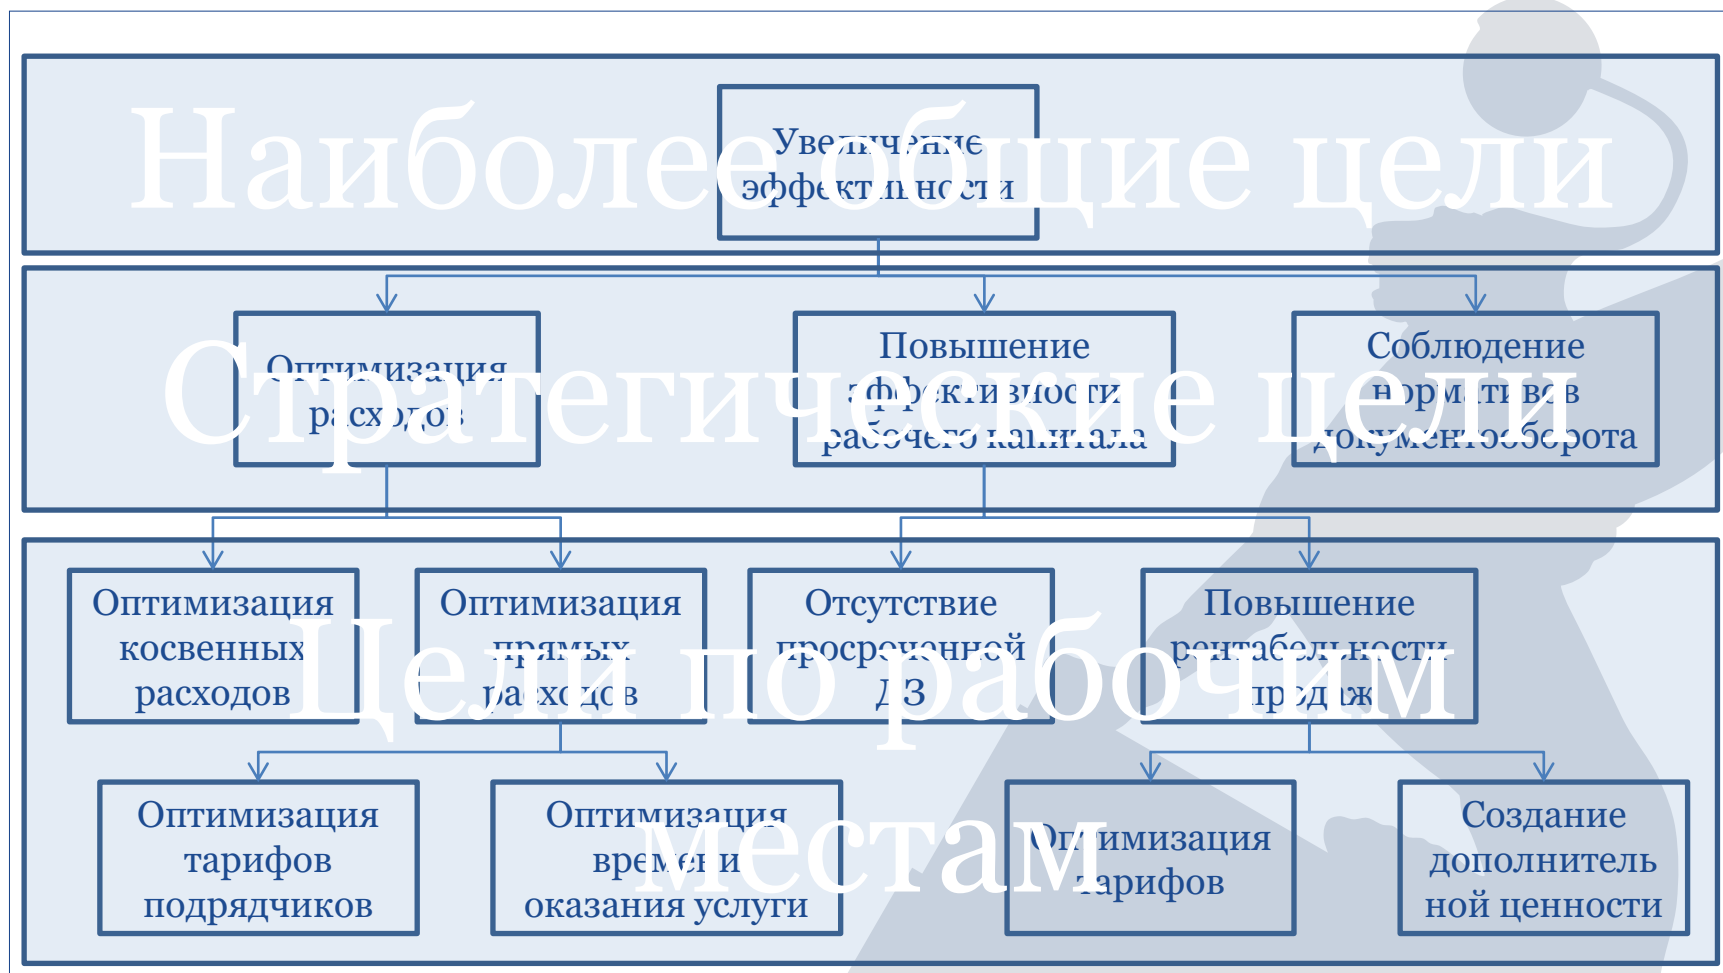 Наиболее общие цели
Увеличение
эффективности
Стратегические цели
Оптимизация
расходов
Повышение
эффективности
рабочего капитала
Соблюдение
нормативов
документооборота
Цели по рабочим
местам
Оптимизация
косвенных
расходов
Оптимизация
прямых
расходов
Отсутствие
просроченной
ДЗ
Повышение
рентабельности
продаж
Оптимизация
тарифов
подрядчиков
Оптимизация
времени
оказания услуги
Оптимизация
тарифов
Создание
дополнитель
ной ценности